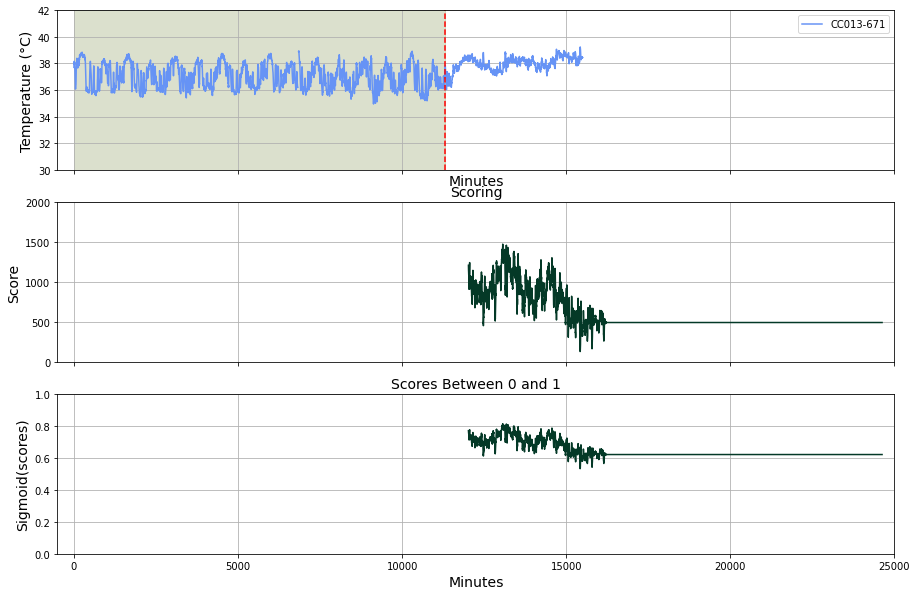 42
40
38
36
34
32
30
Temperature (°C)
CC013-671
Minutes
Scoring
2000
1500
1000
500
0
Score
Scores Between 0 and 1
1.0
0.8
0.6
0.4
0.2
0.0
Sigmoid(scores)
0 5000 10000 15000 20000 25000
Minutes